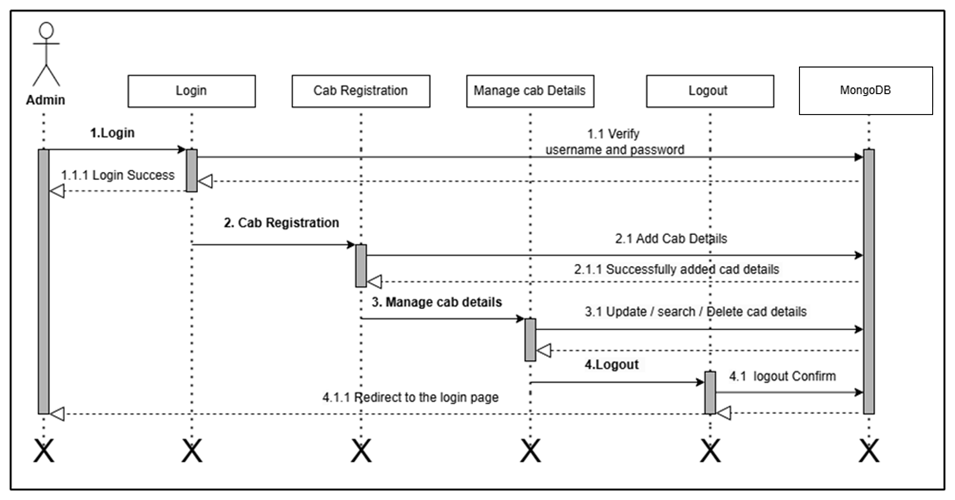 Admin
Login
Cab Registration
Manage cab Details
Logout
MongoDB
1.Login
1.1 Verify
username and password
1.1.1 Login Success
2. Cab Registration
2.1 Add Cab Details
2.1.1 Successfully added cad details
3. Manage cab details
3.1 Update / search / Delete cad details
4.Logout
4.1 logout Confirm
4.1.1 Redirect to the login page
X X X X X X